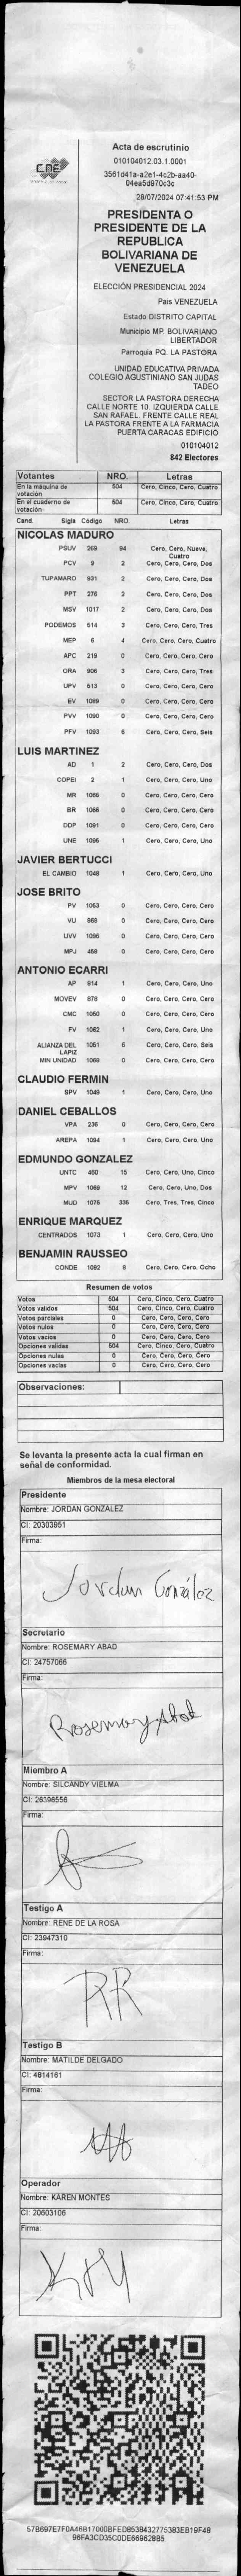 CNE
Acta de escrutinio
010104012.03.1.0001
3561d41a-a2e1-4c2b-aa40-
04ea5d970c3c
28/07/2024 07:41:53 PM
PRESIDENTA O
PRESIDENTE DE LA
REPUBLICA
BOLIVARIANA DE
VENEZUELA
ELECCIÓN PRESIDENCIAL 2024
Pais VENEZUELA
Estado DISTRITO CAPITAL
Municipio MP. BOLIVARIANO
LIBERTADOR
Parroquia PQ. LA PASTORA
UNIDAD EDUCATIVA PRIVADA
COLEGIO AGUSTINIANO SAN JUDAS
TADEO
SECTOR LA PASTORA DERECHA
CALLE NORTE 10. IZQUIERDA CALLE
SAN RAFAEL. FRENTE CALLE REAL
LA PASTORA FRENTE A LA FARMACIA
PUERTA CARACAS EDIFICIO
010104012
842 Electores
Votantes NRO. Letras
En la máquina de votación 504 Cero, Cinco, Cero, Cuatro
En el cuaderno de votación 504 Cero, Cinco, Cero, Cuatro
Cand. Sigla Código NRO. Letras
NICOLAS MADURO
PSUV 269 94 Cero, Cero, Nueve, Cuatro
PCV 9 2 Cero, Cero, Cero, Dos
TUPAMARO 931 2 Cero, Cero, Cero, Dos
PPT 276 2 Cero, Cero, Cero, Dos
MSV 1017 2 Cero, Cero, Cero, Dos
PODEMOS 514 3 Cero, Cero, Cero, Tres
MEP 6 4 Cero, Cero, Cero, Cuatro
APC 219 0 Cero, Cero, Cero, Cero
ORA 906 3 Cero, Cero, Cero, Tres
UPV 513 0 Cero, Cero, Cero, Cero
EV 1089 0 Cero, Cero, Cero, Cero
PVV 1090 0 Cero, Cero, Cero, Cero
PFV 1093 6 Cero, Cero, Cero, Seis
LUIS MARTINEZ
AD 1 2 Cero, Cero, Cero, Dos
COPEI 2 1 Cero, Cero, Cero, Uno
MR 1065 0 Cero, Cero, Cero, Cero
BR 1066 0 Cero, Cero, Cero, Cero
DDP 1091 0 Cero, Cero, Cero, Cero
UNE 1095 1 Cero, Cero, Cero, Uno
JAVIER BERTUCCI
EL CAMBIO 1048 1 Cero, Cero, Cero, Uno
JOSE BRITO
PV 1053 0 Cero, Cero, Cero, Cero
VU 968 0 Cero, Cero, Cero, Cero
UVV 1096 0 Cero, Cero, Cero, Cero
MPJ 458 0 Cero, Cero, Cero, Cero
ANTONIO ECARRI
AP 814 1 Cero, Cero, Cero, Uno
MOVEV 878 0 Cero, Cero, Cero, Cero
CMC 1050 0 Cero, Cero, Cero, Cero
FV 1062 1 Cero, Cero, Cero, Uno
ALIANZA DEL LAPIZ 1051 6 Cero, Cero, Cero, Seis
MIN UNIDAD 1068 0 Cero, Cero, Cero, Cero
CLAUDIO FERMIN
SPV 1049 1 Cero, Cero, Cero, Uno
DANIEL CEBALLOS
VPA 236 0 Cero, Cero, Cero, Cero
AREPA 1094 1 Cero, Cero, Cero, Uno
EDMUNDO GONZALEZ
UNTC 460 15 Cero, Cero, Uno, Cinco
MPV 1069 12 Cero, Cero, Uno, Dos
MUD 1075 335 Cero, Tres, Tres, Cinco
ENRIQUE MARQUEZ
CENTRADOS 1073 1 Cero, Cero, Cero, Uno
BENJAMIN RAUSSEO
CONDE 1092 8 Cero, Cero, Cero, Ocho
Resumen de votos
Votos 504 Cero, Cinco, Cero, Cuatro
Votos validos 504 Cero, Cinco, Cero, Cuatro
Votos parciales 0 Cero, Cero, Cero, Cero
Votos nulos 0 Cero, Cero, Cero, Cero
Votos vacios 0 Cero, Cero, Cero, Cero
Opciones validas 504 Cero, Cinco, Cero, Cuatro
Opciones nulas 0 Cero, Cero, Cero, Cero
Opciones vacias 0 Cero, Cero, Cero, Cero
Observaciones:
Se levanta la presente acta la cual firman en
señal de conformidad.
Miembros de la mesa electoral
Presidente
Nombre: JORDAN GONZALEZ
CI: 20303951
Firma:
Jordan González
Secretario
Nombre: ROSEMARY ABAD
CI: 24757066
Firma:
Rosemary Abad
Miembro A
Nombre: SILCANDY VIELMA
CI: 26396556
Firma:
Testigo A
Nombre: RENE DE LA ROSA
CI: 23947310
Firma:
RR
Testigo B
Nombre: MATILDE DELGADO
CI: 4814161
Firma:
Operador
Nombre: KAREN MONTES
CI: 20603106
Firma:
57B697E7F0A46B17000BFED8538432775383EB19F4B
96FA3CD35C0DE669628B5